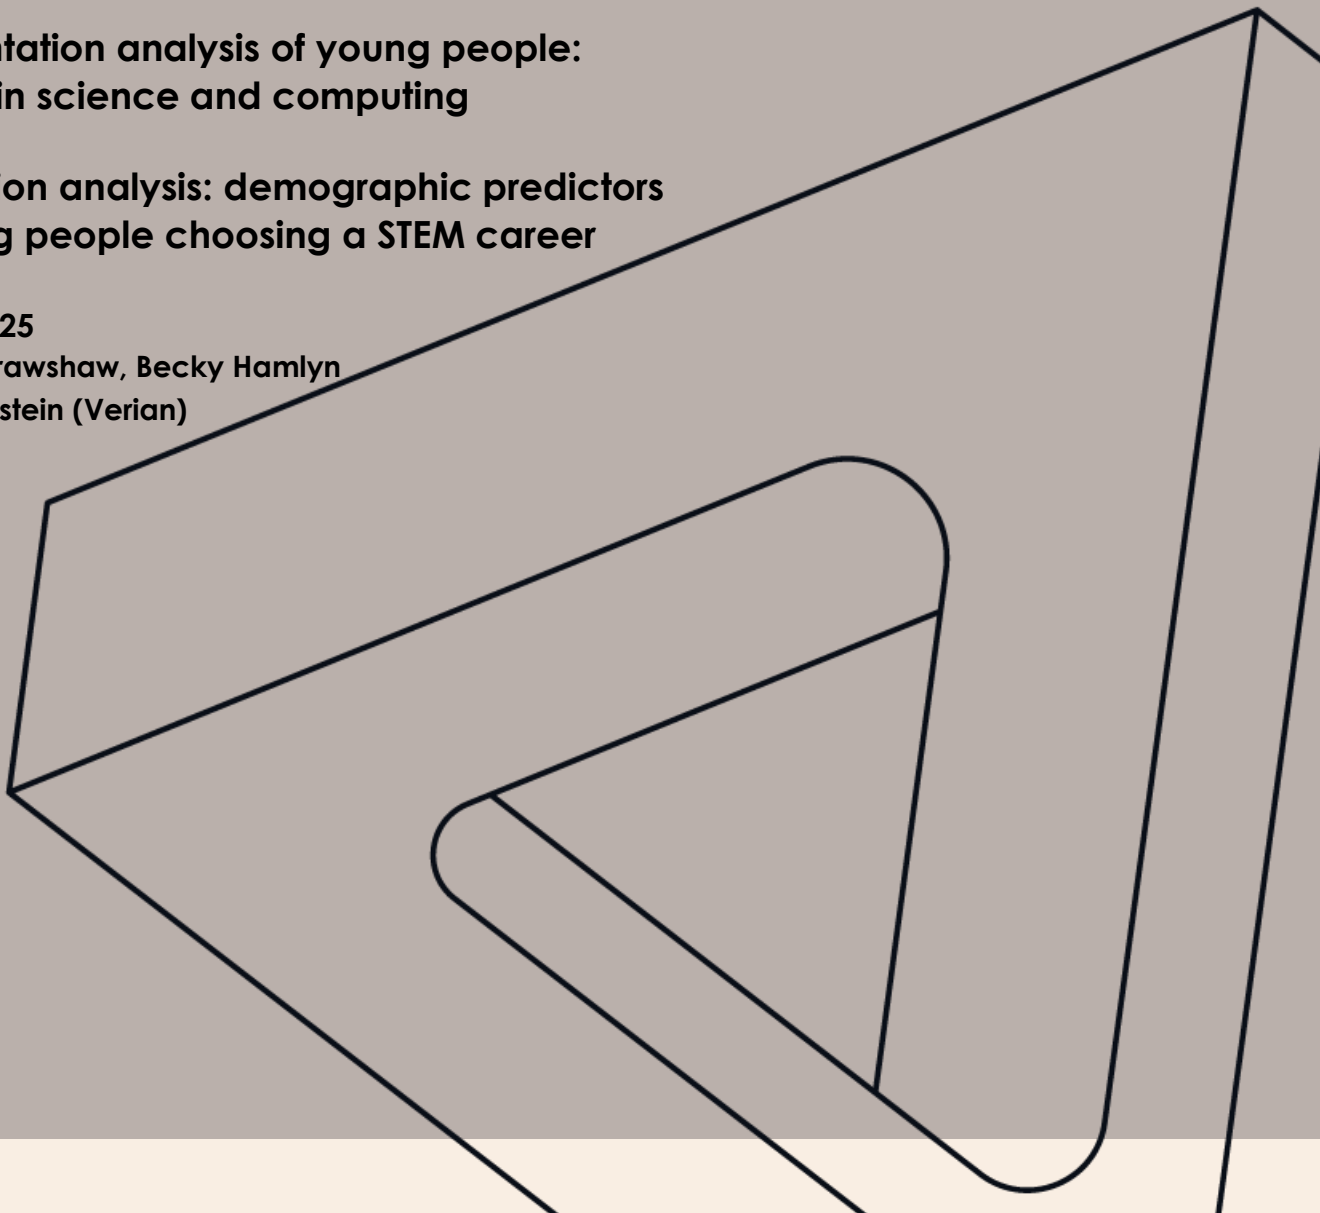 ntation analysis of young people:
in science and computing
ion analysis: demographic predictors
g people choosing a STEM career
25
rawshaw, Becky Hamlyn
stein (Verian)